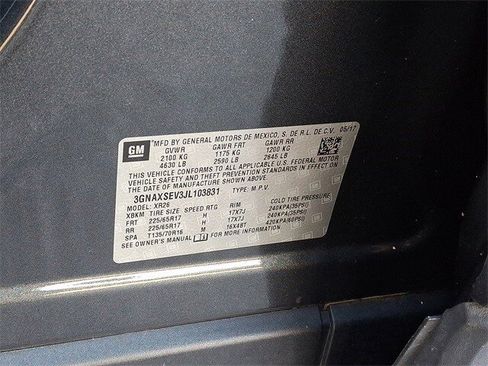 GM
MFD BY GENERAL MOTORS DE MEXICO, S. DE R.L. DE C.V. 05/17
GVWR GAWR FRT GAWR RR
2100 KG 1175 KG 1200 KG
4630 LB 2590 LB 2645 LB
THIS VEHICLE CONFORMS TO ALL APPLICABLE
U.S. FEDERAL MOTOR VEHICLE SAFETY, BUMPER, AND
THEFT PREVENTION STANDARDS IN EFFECT ON THE DATE OF
MANUFACTURE SHOWN ABOVE.
3GNAXSEV3JL103831 TYPE: M.P.V.
MODEL: XR26
XBKM TIRE SIZE SPEED RTG RIM COLD TIRE PRESSURE
FRT 225/65R17 H 17X7J 240KPA(35PSI)
RR 225/65R17 H 17X7J 240KPA(35PSI)
SPA T135/70R16 M 16X4BT 420KPA(60PSI)
SEE OWNER'S MANUAL FOR MORE INFORMATION